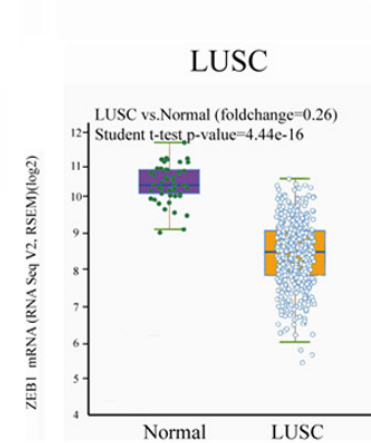 LUSC
LUSC vs.Normal (foldchange=0.26)
Student t-test p-value=4.44e-16
ZEB1 mRNA (RNA Seq V2, RSEM)(log2)
12
11
10
9
8
7
6
5
4
Normal
LUSC